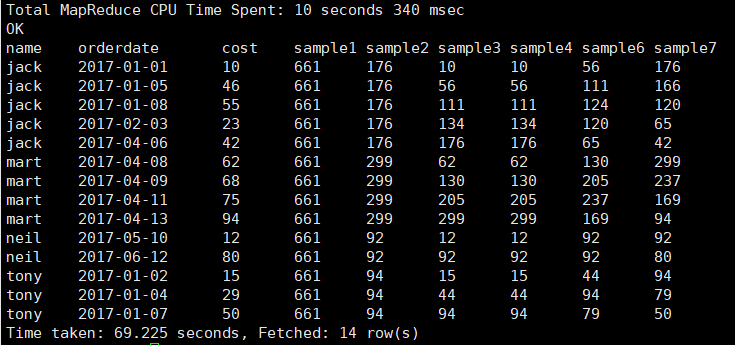 Total MapReduce CPU Time Spent: 10 seconds 340 msec
OK
name orderdate cost sample1 sample2 sample3 sample4 sample6 sample7
jack 2017-01-01 10 661 176 10 10 56 176
jack 2017-01-05 46 661 176 56 56 111 166
jack 2017-01-08 55 661 176 111 111 124 120
jack 2017-02-03 23 661 176 134 134 120 65
jack 2017-04-06 42 661 176 176 176 65 42
mart 2017-04-08 62 661 299 62 62 130 299
mart 2017-04-09 68 661 299 130 130 205 237
mart 2017-04-11 75 661 299 205 205 237 169
mart 2017-04-13 94 661 299 299 299 169 94
neil 2017-05-10 12 661 92 12 12 92 92
neil 2017-06-12 80 661 92 92 92 92 80
tony 2017-01-02 15 661 94 15 15 44 94
tony 2017-01-04 29 661 94 44 44 94 79
tony 2017-01-07 50 661 94 94 94 79 50
Time taken: 69.225 seconds, Fetched: 14 row(s)